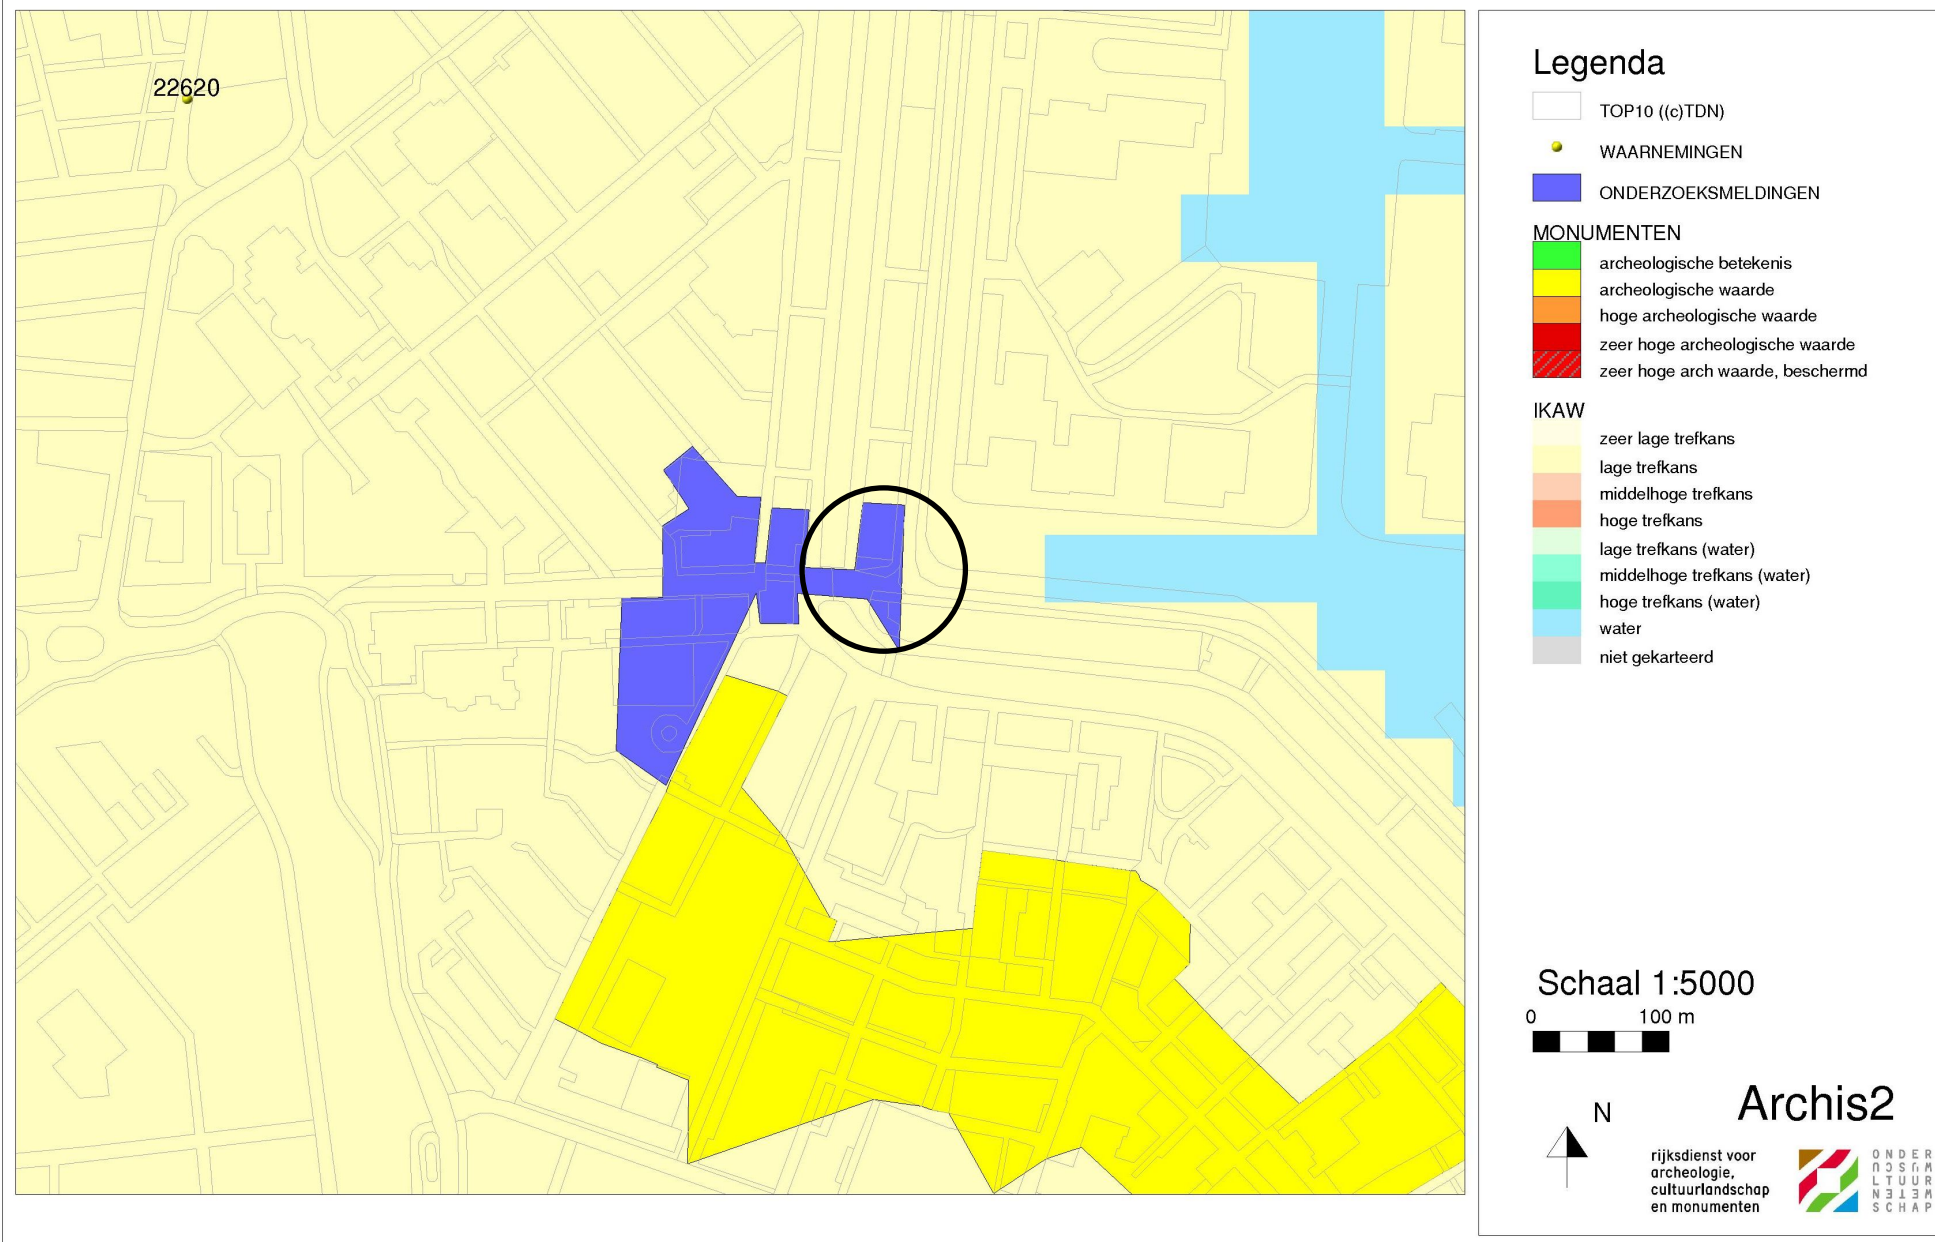 22620
Legenda
TOP10 ((c)TDN)
WAARNEMINGEN
ONDERZOEKSMELDINGEN
MONUMENTEN
archeologische betekenis
archeologische waarde
hoge archeologische waarde
zeer hoge archeologische waarde
zeer hoge arch waarde, beschermd
IKAW
zeer lage trefkans
lage trefkans
middelhoge trefkans
hoge trefkans
lage trefkans (water)
middelhoge trefkans (water)
hoge trefkans (water)
water
niet gekarteerd
Schaal 1:5000
0 100 m
N
Archis2
rijksdienst voor
archeologie,
cultuurlandschap
en monumenten
ONDER
SCHAP